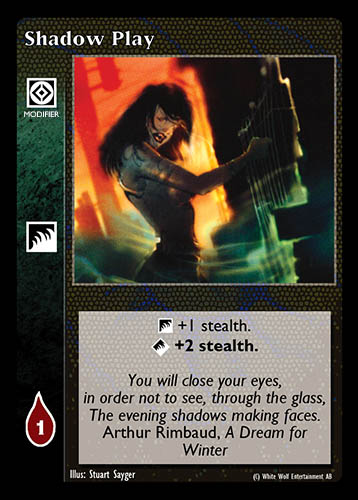 Shadow Play
MODIFIER
+1 stealth.
+2 stealth.
You will close your eyes,
in order not to see, through the glass,
The evening shadows making faces.
Arthur Rimbaud, A Dream for
Winter
1
Illus: Stuart Sayger
(C) White Wolf Entertainment AB